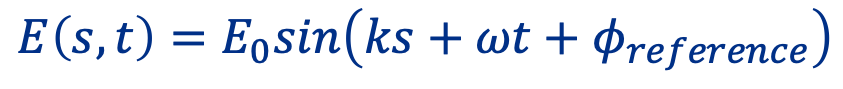 E(s,t) = E₀sin(ks + ωt + ϕ_reference)